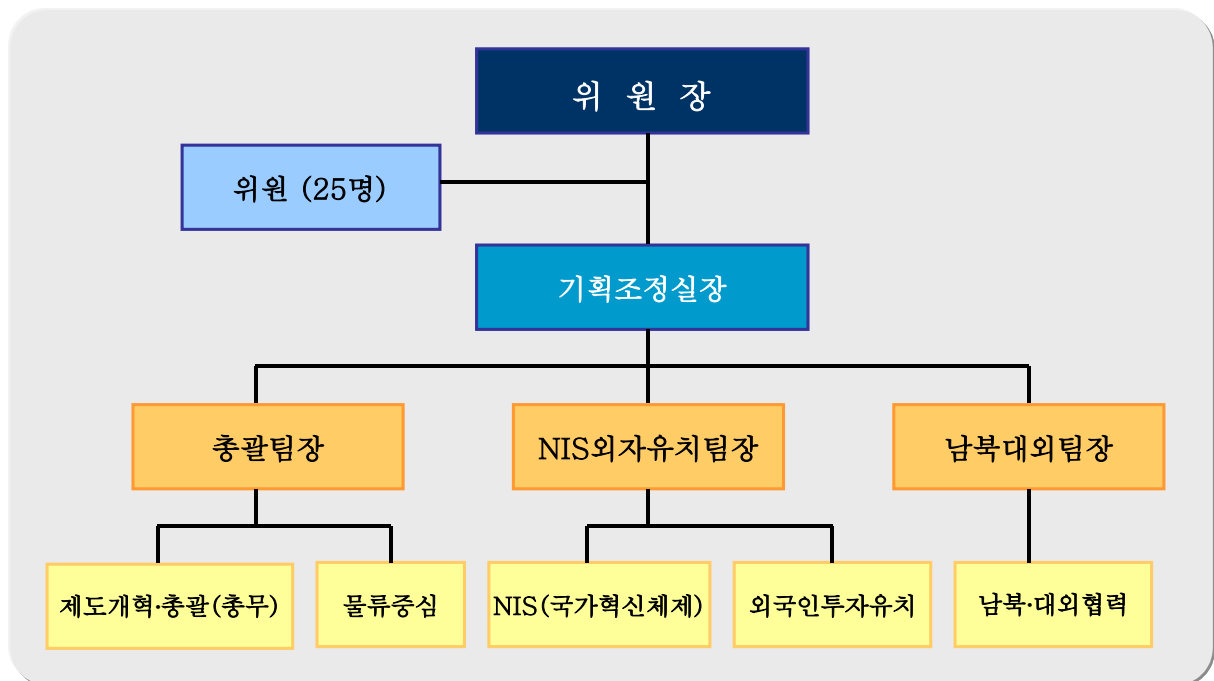 위 원 장
위원 (25명)
기획조정실장
총괄팀장
NIS외자유치팀장
남북대외팀장
제도개혁·총괄(총무)
물류중심
NIS(국가혁신체제)
외국인투자유치
남북·대외협력